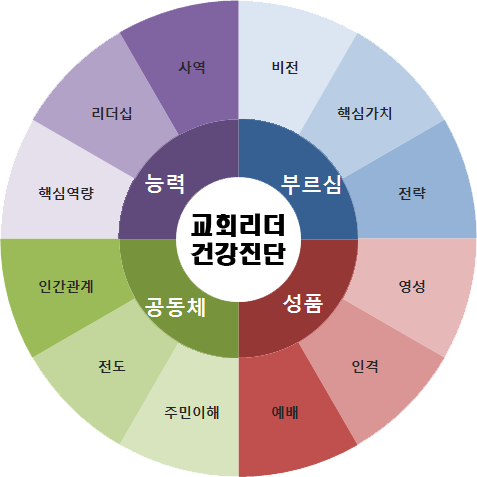 사역
비전
리더십
핵심가치
핵심역량
능력
부르심
전략
교회리더
건강진단
인간관계
공동체
성품
영성
전도
인격
주민이해
예배